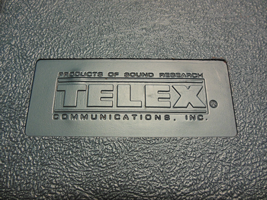 PRODUCTS OF SOUND RESEARCH
TELEX®
COMMUNICATIONS, INC.